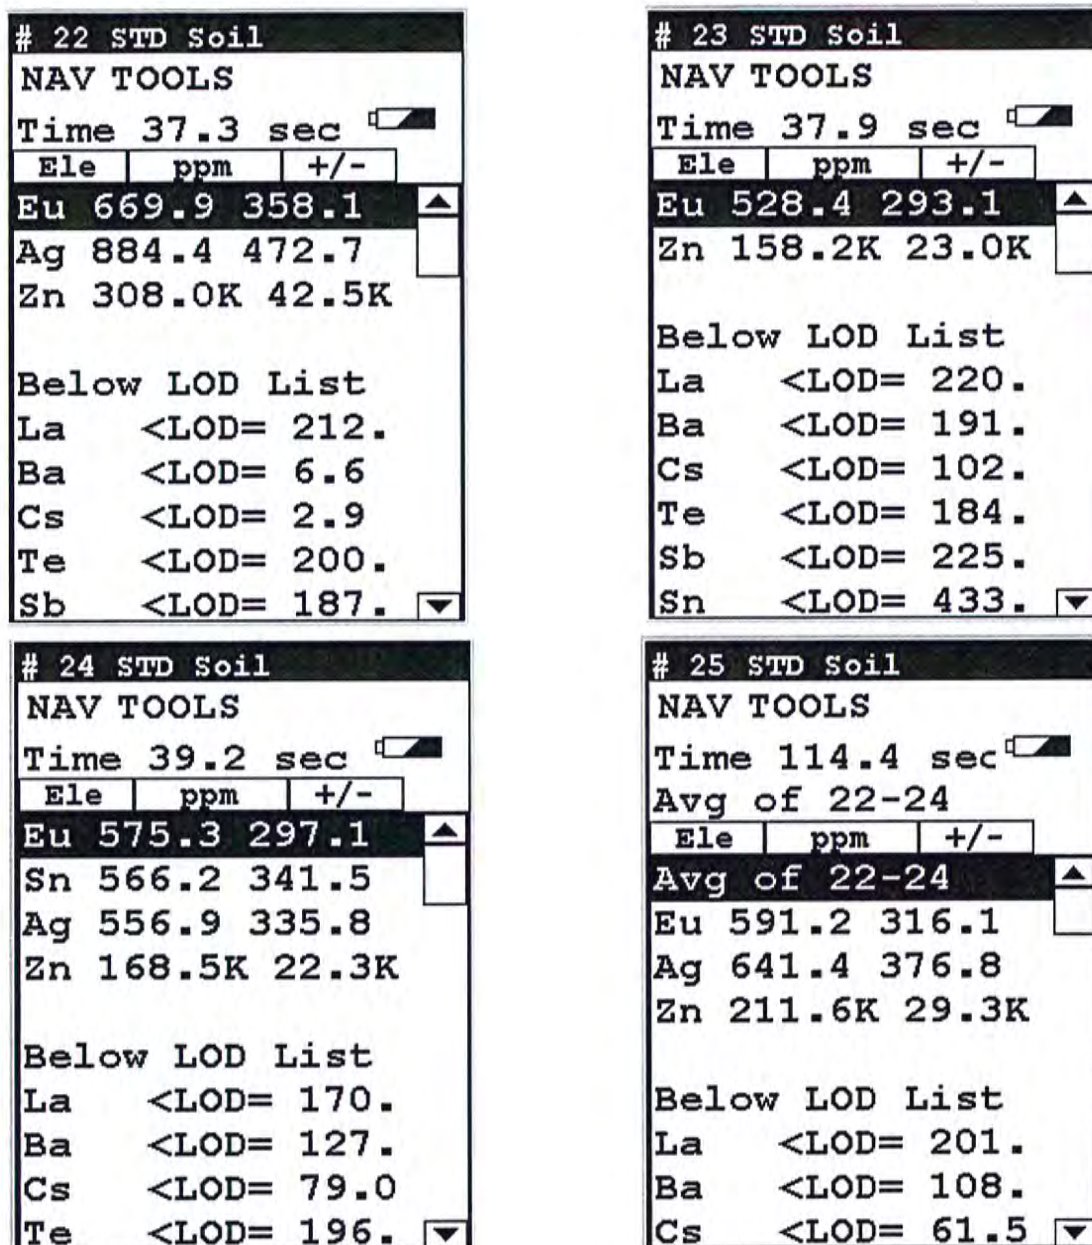 # 22 STD Soil
NAV TOOLS
Time 37.3 sec
Ele ppm +/-
Eu 669.9 358.1
Ag 884.4 472.7
Zn 308.0K 42.5K
Below LOD List
La <LOD= 212.
Ba <LOD= 6.6
Cs <LOD= 2.9
Te <LOD= 200.
Sb <LOD= 187.
# 23 STD Soil
NAV TOOLS
Time 37.9 sec
Ele ppm +/-
Eu 528.4 293.1
Zn 158.2K 23.0K
Below LOD List
La <LOD= 220.
Ba <LOD= 191.
Cs <LOD= 102.
Te <LOD= 184.
Sb <LOD= 225.
Sn <LOD= 433.
# 24 STD Soil
NAV TOOLS
Time 39.2 sec
Ele ppm +/-
Eu 575.3 297.1
Sn 566.2 341.5
Ag 556.9 335.8
Zn 168.5K 22.3K
Below LOD List
La <LOD= 170.
Ba <LOD= 127.
Cs <LOD= 79.0
Te <LOD= 196.
# 25 STD Soil
NAV TOOLS
Time 114.4 sec
Avg of 22-24
Ele ppm +/-
Avg of 22-24
Eu 591.2 316.1
Ag 641.4 376.8
Zn 211.6K 29.3K
Below LOD List
La <LOD= 201.
Ba <LOD= 108.
Cs <LOD= 61.5